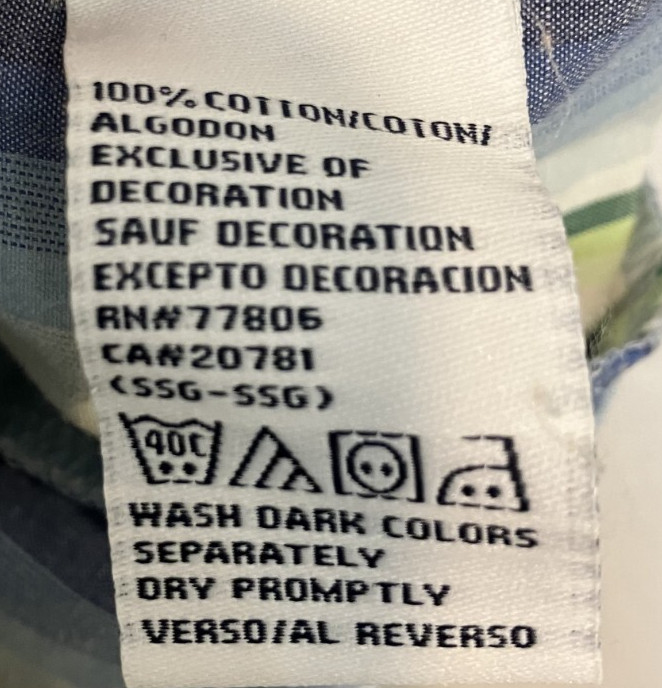 100% COTTON/COTON/
ALGODON
EXCLUSIVE OF
DECORATION
SAUF DECORATION
EXCEPTO DECORACION
RN#77806
CA#20781
(SSG-SSG)
40C
WASH DARK COLORS
SEPARATELY
DRY PROMPTLY
VERSO/AL REVERSO